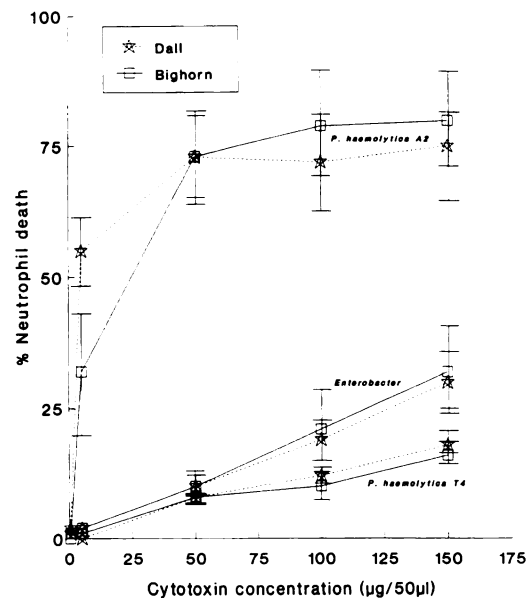 100
Dall
Bighorn
P. haemolytica A2
75
% Neutrophil death
50
Enterobacter
25
P. haemolytica T4
0
0 25 50 75 100 125 150 175
Cytotoxin concentration (µg/50µl)